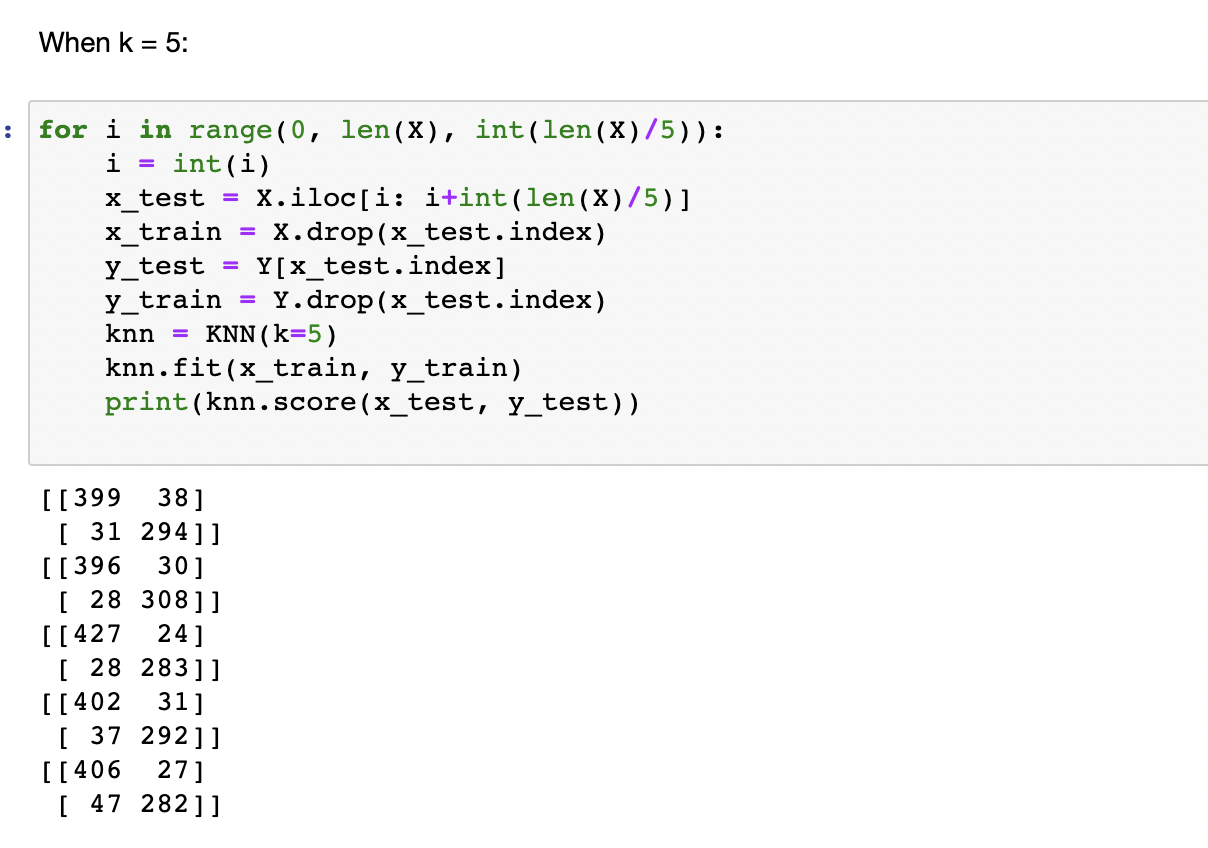 When k = 5:
:
for i in range(0, len(X), int(len(X)/5)):
    i = int(i)
    x_test = X.iloc[i: i+int(len(X)/5)]
    x_train = X.drop(x_test.index)
    y_test = Y[x_test.index]
    y_train = Y.drop(x_test.index)
    knn = KNN(k=5)
    knn.fit(x_train, y_train)
    print(knn.score(x_test, y_test))
[[399  38]
 [ 31 294]]
[[396  30]
 [ 28 308]]
[[427  24]
 [ 28 283]]
[[402  31]
 [ 37 292]]
[[406  27]
 [ 47 282]]